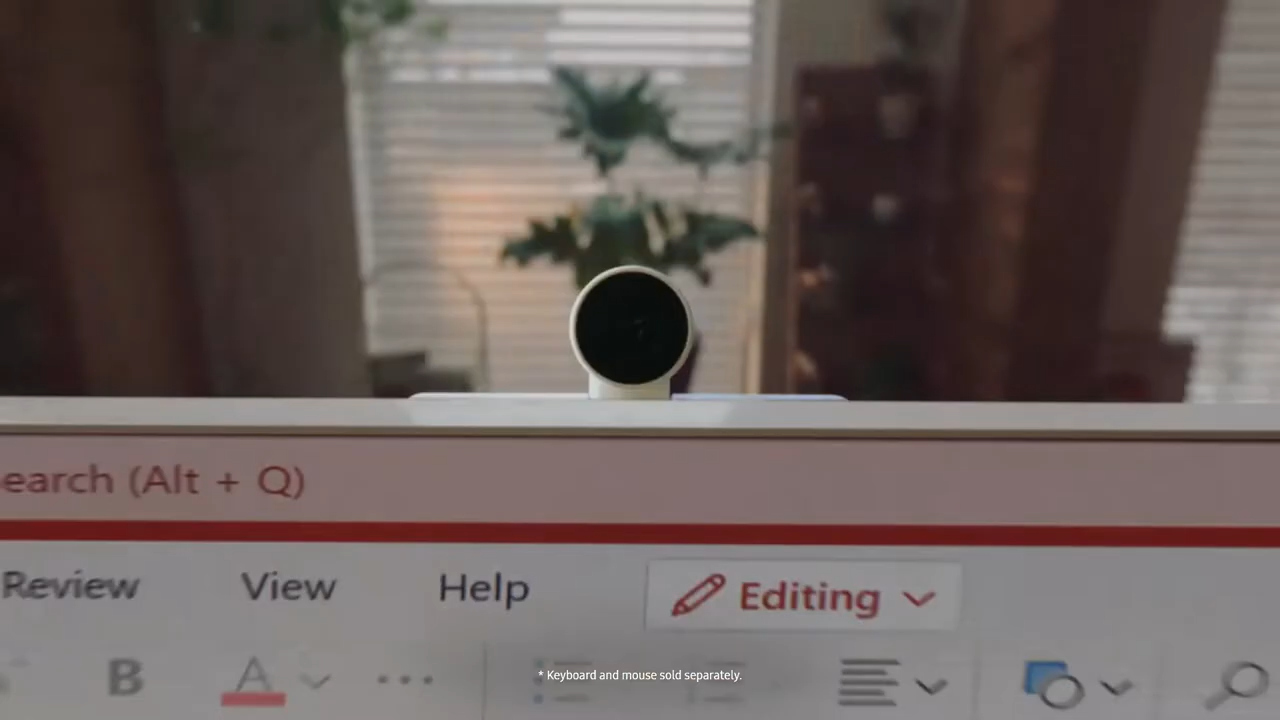 earch (Alt + Q)
Review View Help Editing
B A ...
* Keyboard and mouse sold separately.